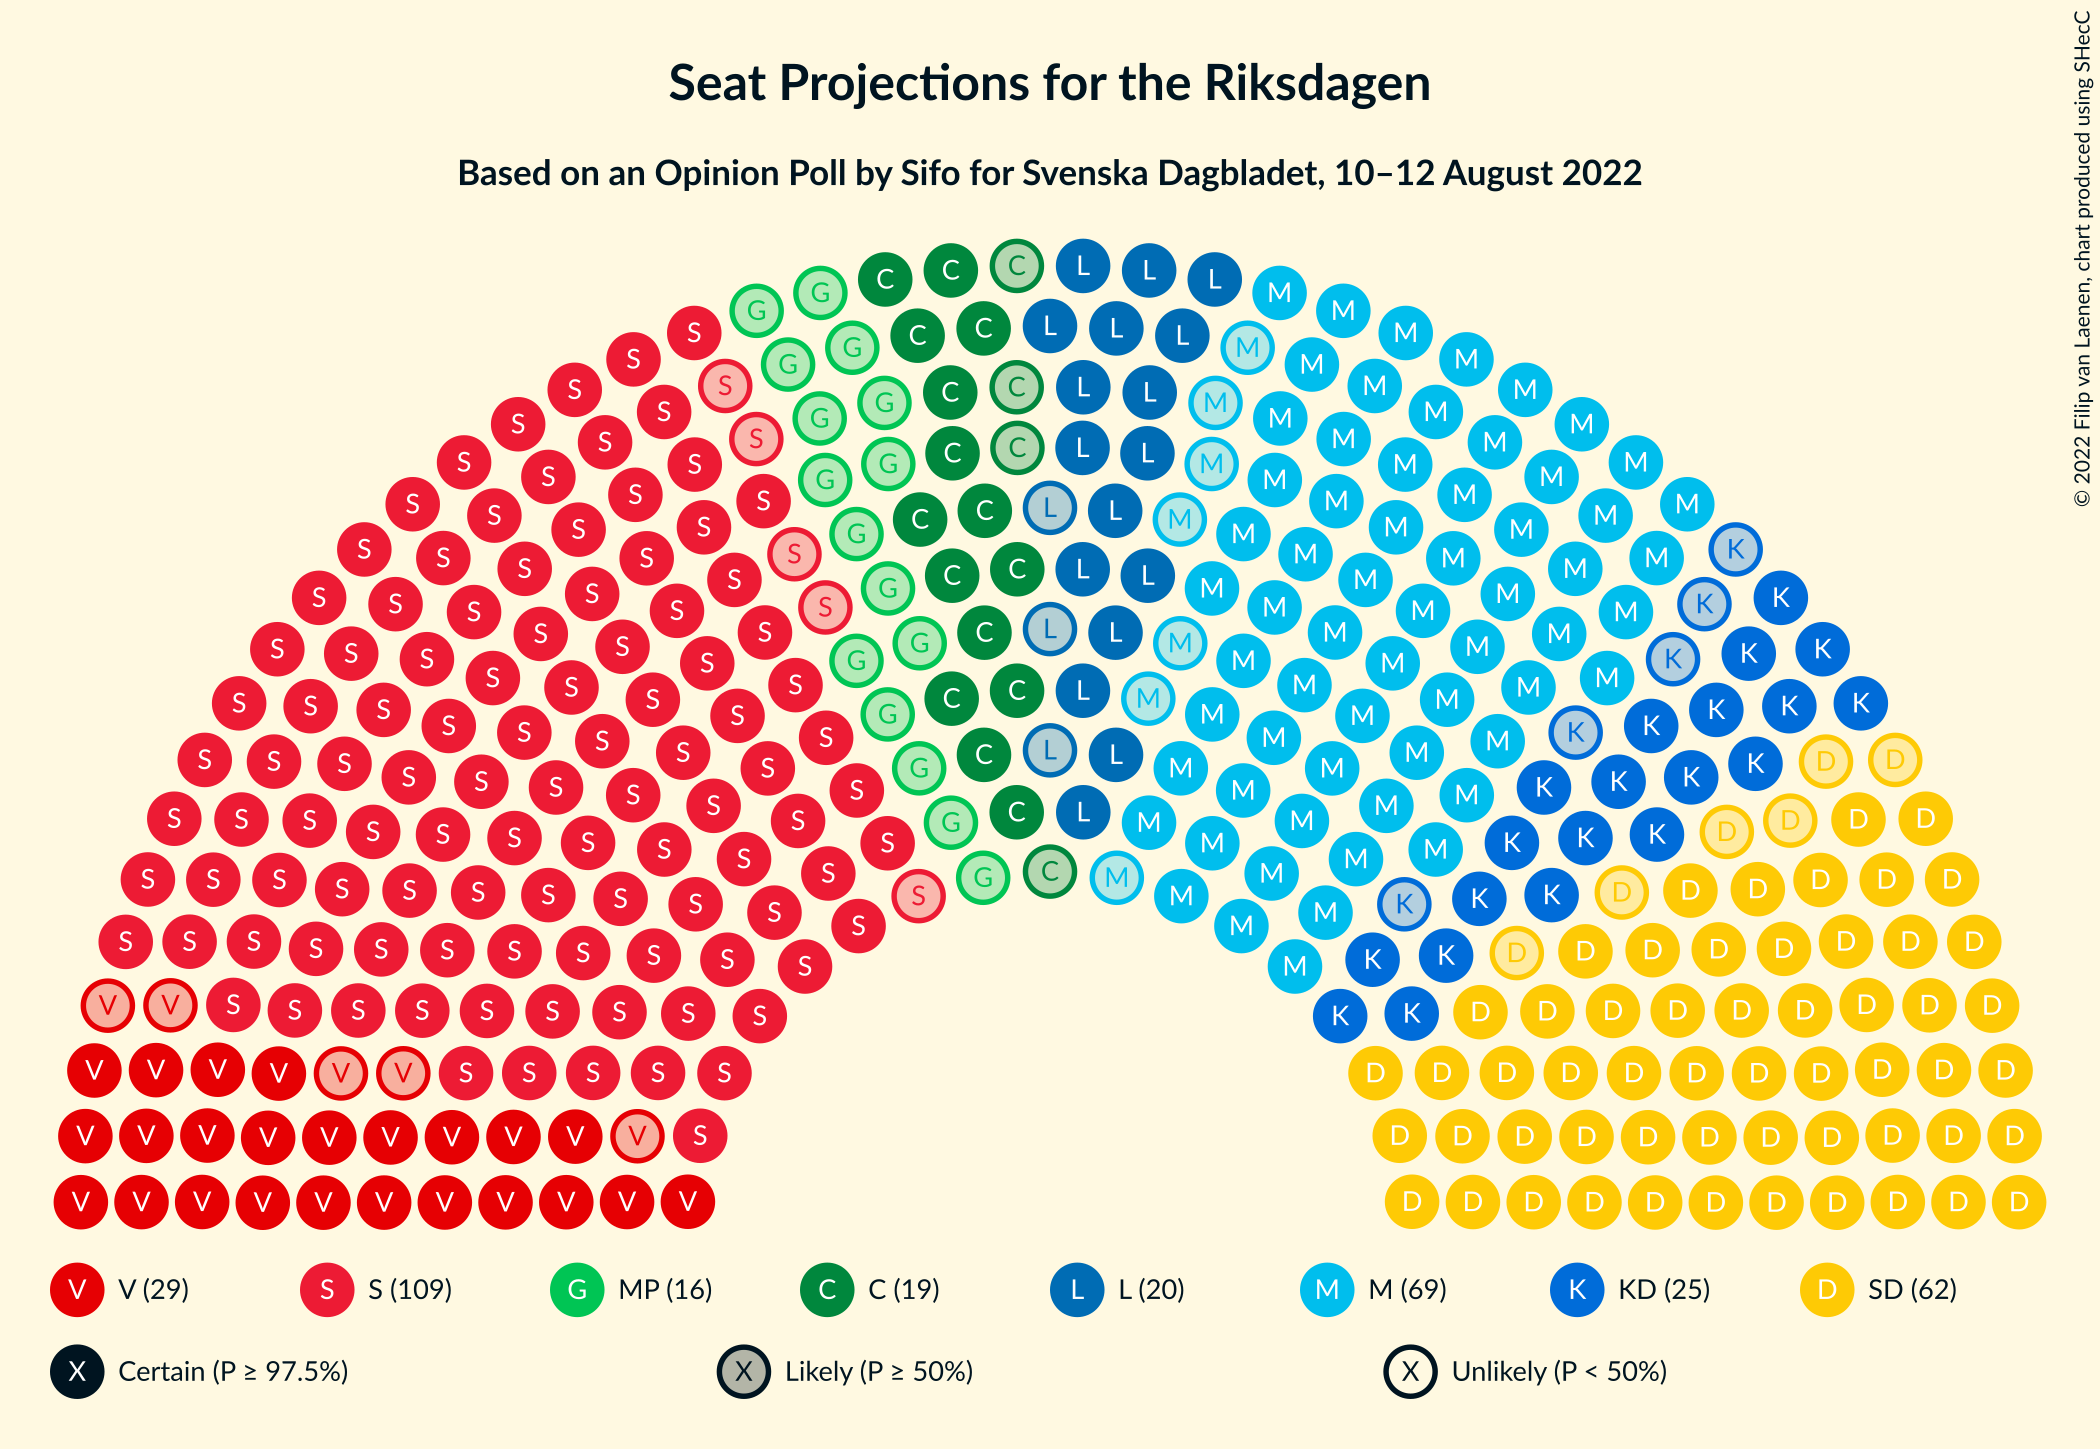 Seat Projections for the Riksdagen
Based on an Opinion Poll by Sifo for Svenska Dagbladet, 10–12 August 2022
© 2022 Filip van Laenen, chart produced using SHecC
V V (29) S S (109) G MP (16) C C (19) L L (20) M M (69) K KD (25) D SD (62)
X Certain (P ≥ 97.5%) X Likely (P ≥ 50%) X Unlikely (P < 50%)